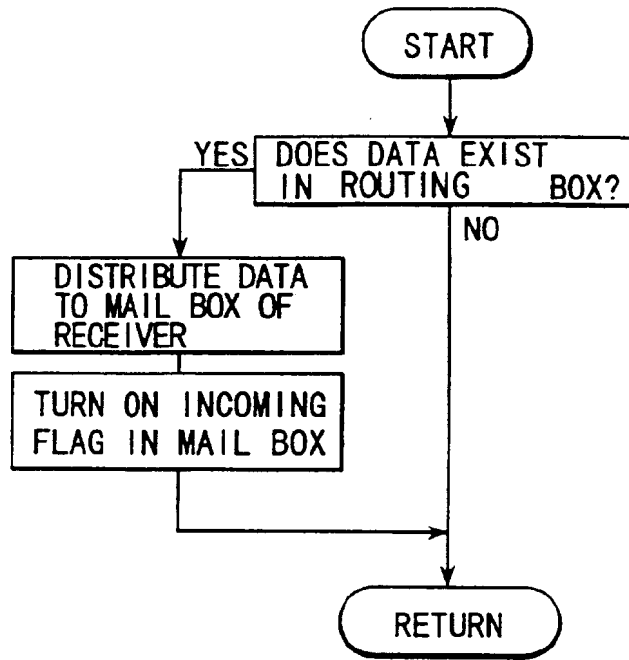 START
YES
DOES DATA EXIST
IN ROUTING BOX?
NO
DISTRIBUTE DATA
TO MAIL BOX OF
RECEIVER
TURN ON INCOMING
FLAG IN MAIL BOX
RETURN